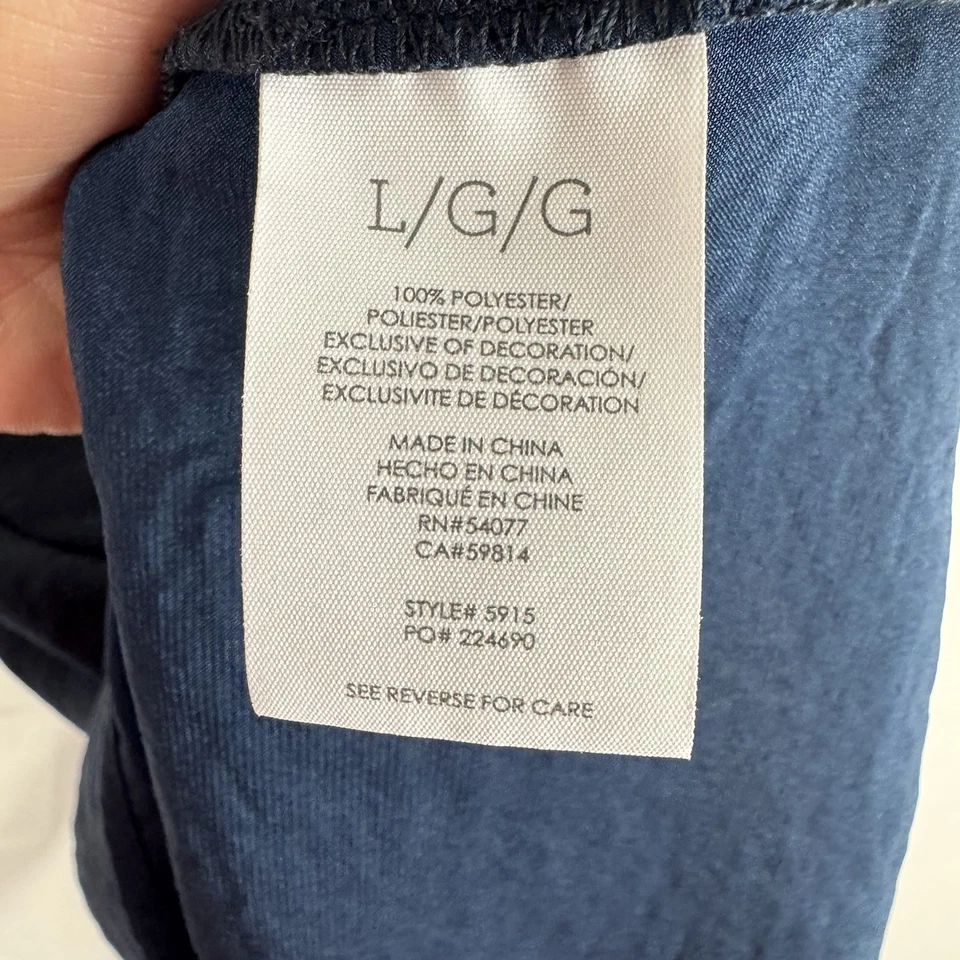 L/G/G
100% POLYESTER/
POLIESTER/POLYESTER
EXCLUSIVE OF DECORATION/
EXCLUSIVO DE DECORACIÓN/
EXCLUSIVITE DE DÉCORATION
MADE IN CHINA
HECHO EN CHINA
FABRIQUÉ EN CHINE
RN#54077
CA#59814
STYLE# 5915
PO# 224690
SEE REVERSE FOR CARE